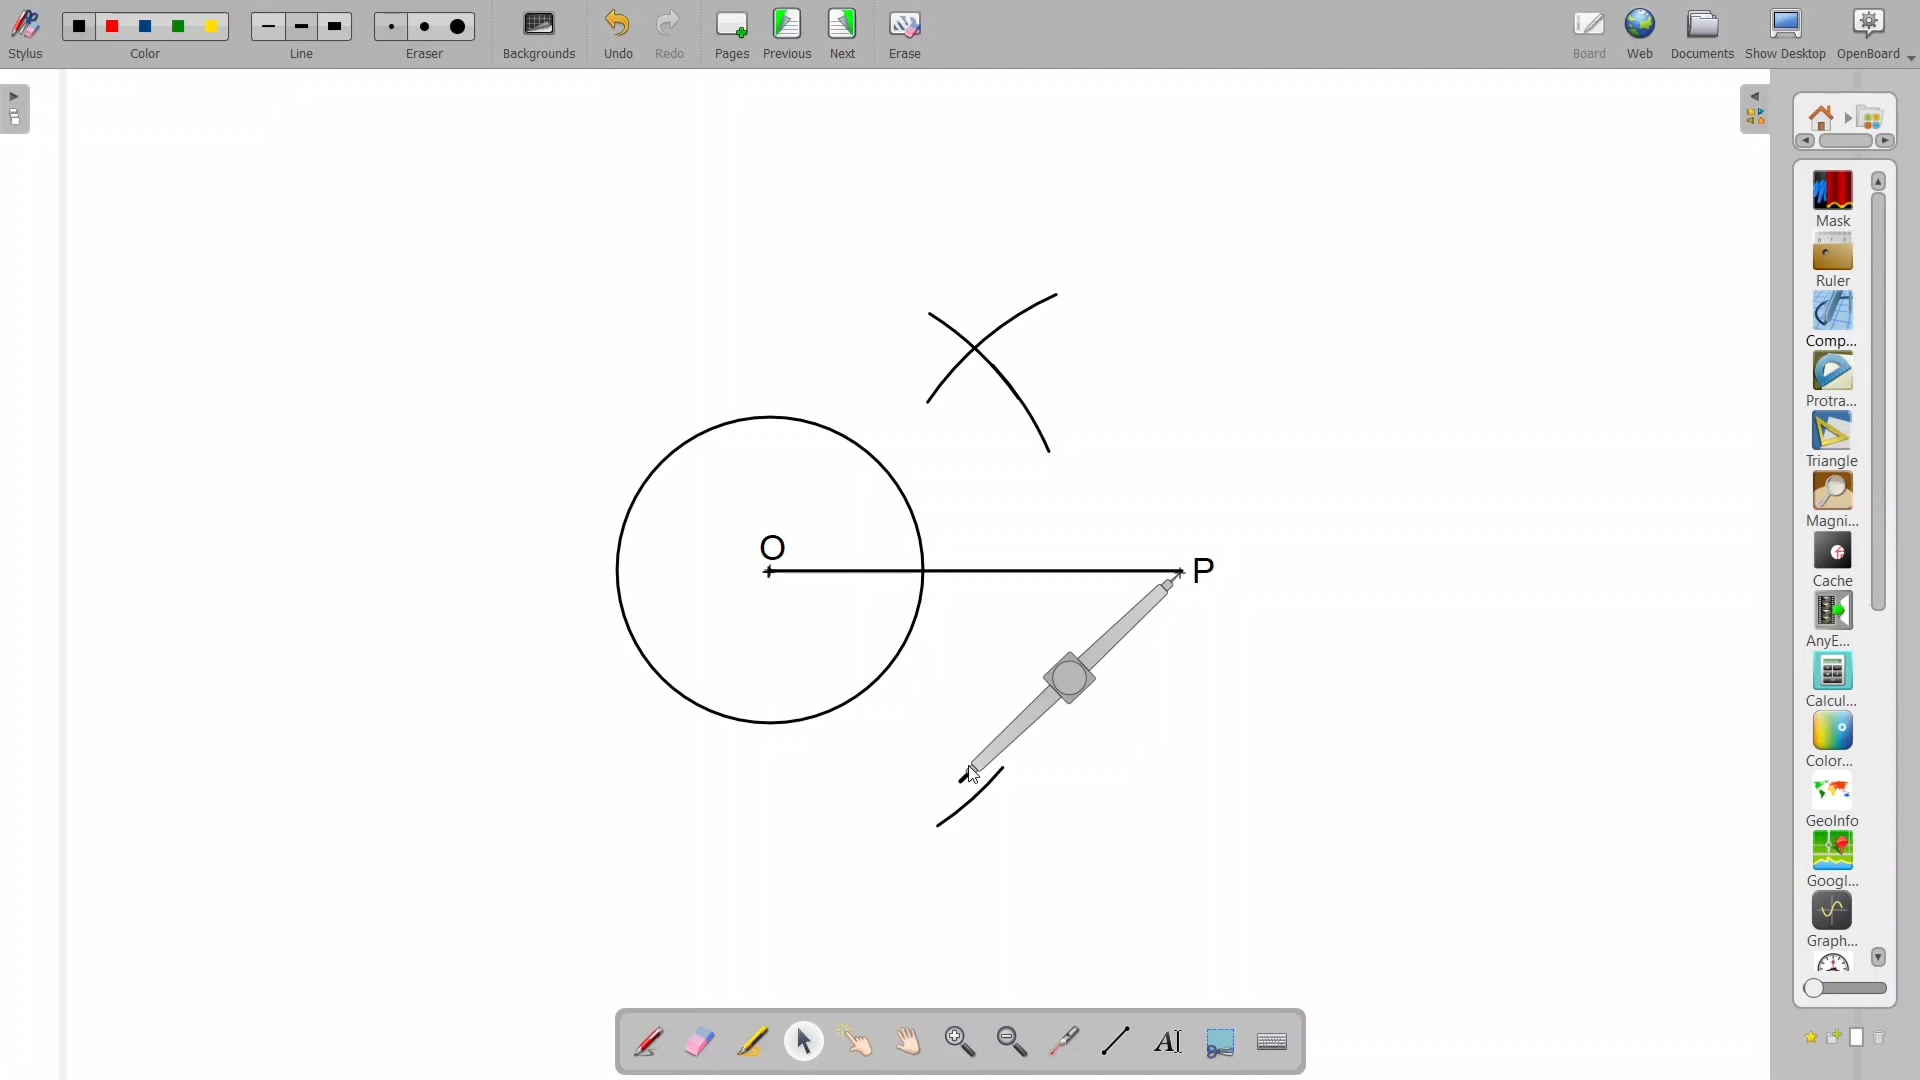 Stylus
Color
Line
Eraser
Backgrounds
Undo
Redo
Pages
Previous
Next
Erase
Board
Web
Documents
Show Desktop
OpenBoard
Mask
Ruler
Comp...
Protra...
Triangle
Magni...
Cache
AnyE...
Calcul...
Color...
GeoInfo
Googl...
Graph...
O
P